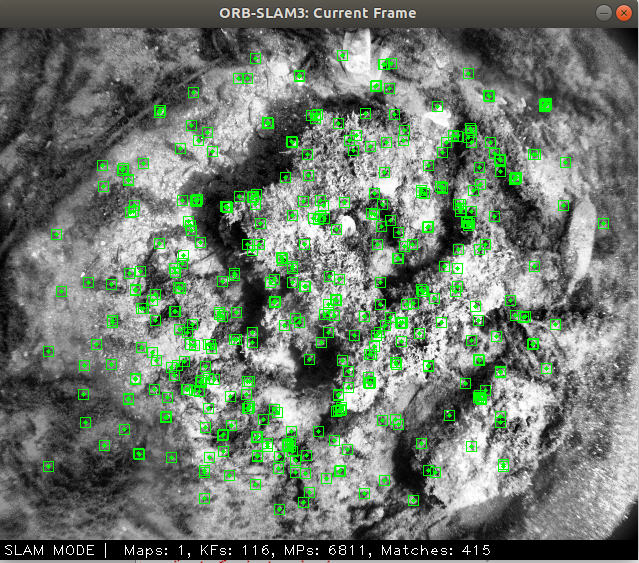 ORB-SLAM3: Current Frame
SLAM MODE |  Maps: 1, KFs: 116, MPs: 6811, Matches: 415